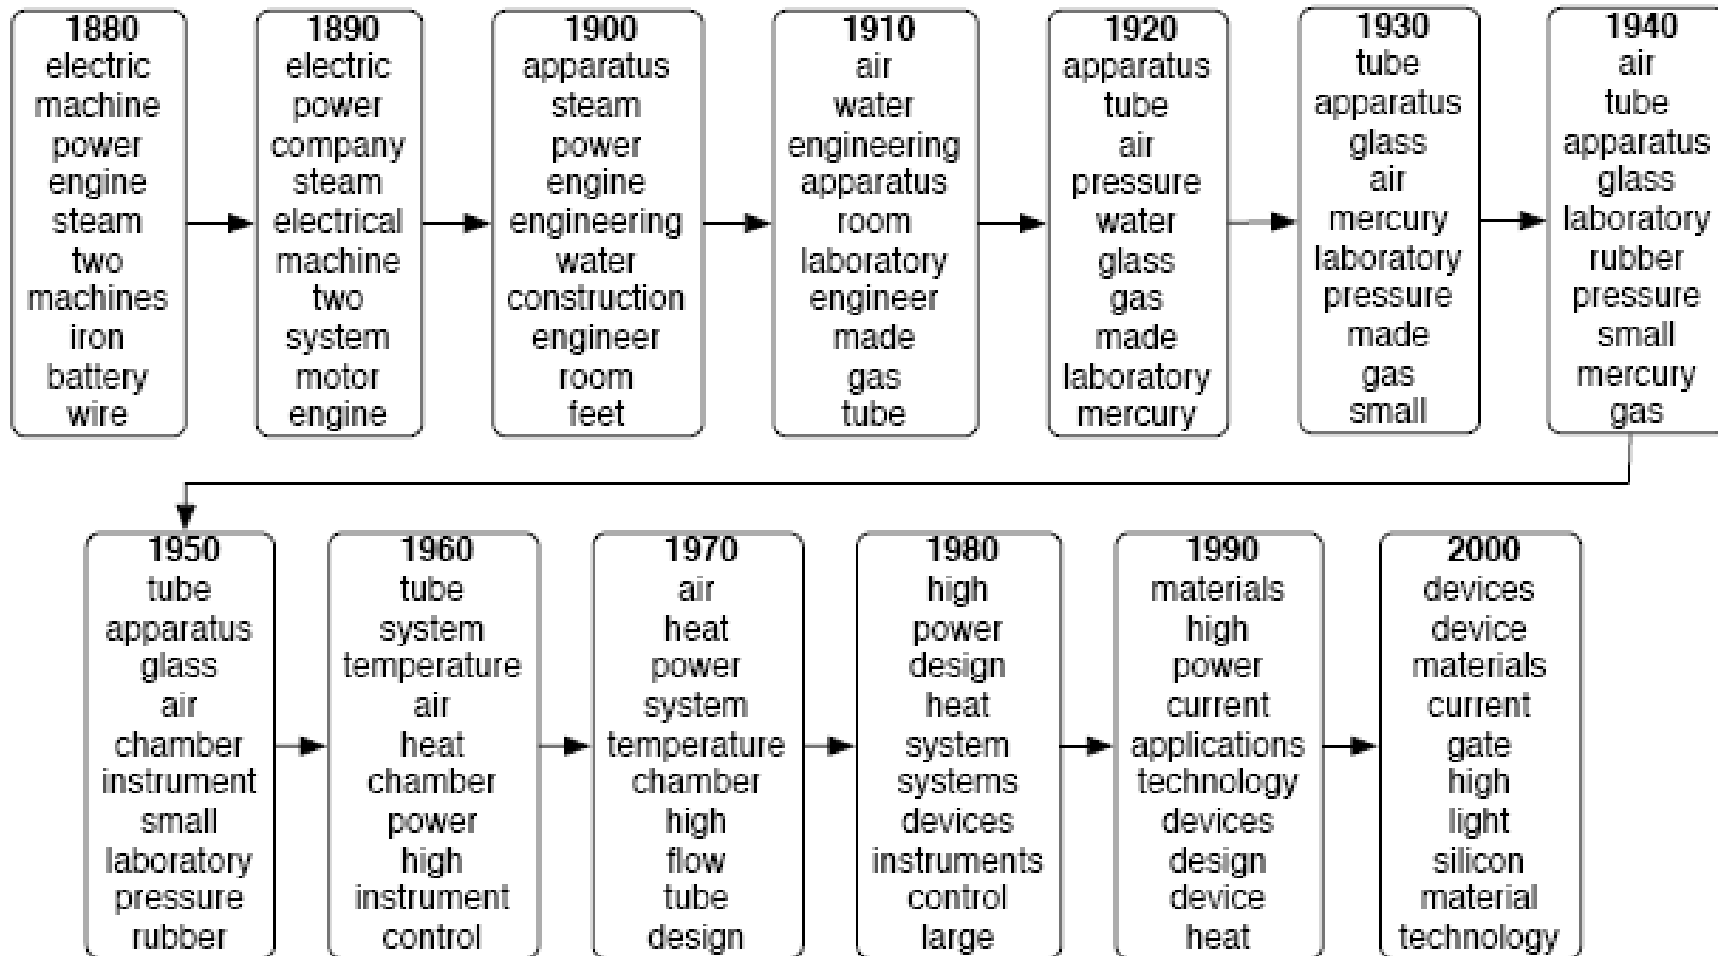 1880
electric
machine
power
engine
steam
two
machines
iron
battery
wire
1890
electric
power
company
steam
electrical
machine
two
system
motor
engine
1900
apparatus
steam
power
engine
engineering
water
construction
engineer
room
feet
1910
air
water
engineering
apparatus
room
laboratory
engineer
made
gas
tube
1920
apparatus
tube
air
pressure
water
glass
gas
made
laboratory
mercury
1930
tube
apparatus
glass
air
mercury
laboratory
pressure
made
gas
small
1940
air
tube
apparatus
glass
laboratory
rubber
pressure
small
mercury
gas
1950
tube
apparatus
glass
air
chamber
instrument
small
laboratory
pressure
rubber
1960
tube
system
temperature
air
heat
chamber
power
high
instrument
control
1970
air
heat
power
system
temperature
chamber
high
flow
tube
design
1980
high
power
design
heat
system
systems
devices
instruments
control
large
1990
materials
high
power
current
applications
technology
devices
design
device
heat
2000
devices
device
materials
current
gate
high
light
silicon
material
technology